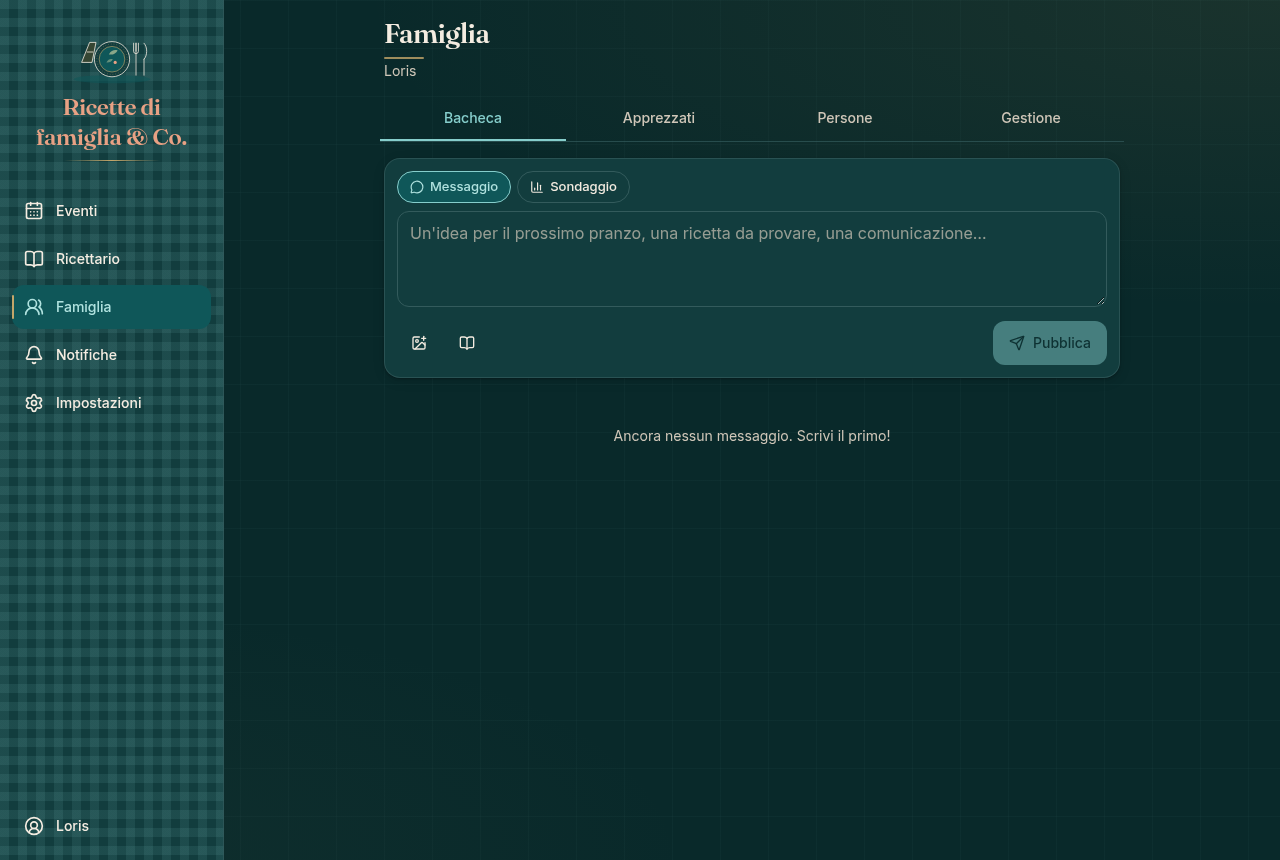 Ricette di
famiglia & Co.
Eventi
Ricettario
Famiglia
Notifiche
Impostazioni
Loris
Famiglia
Loris
Bacheca
Apprezzati
Persone
Gestione
Messaggio
Sondaggio
Un'idea per il prossimo pranzo, una ricetta da provare, una comunicazione…
Pubblica
Ancora nessun messaggio. Scrivi il primo!